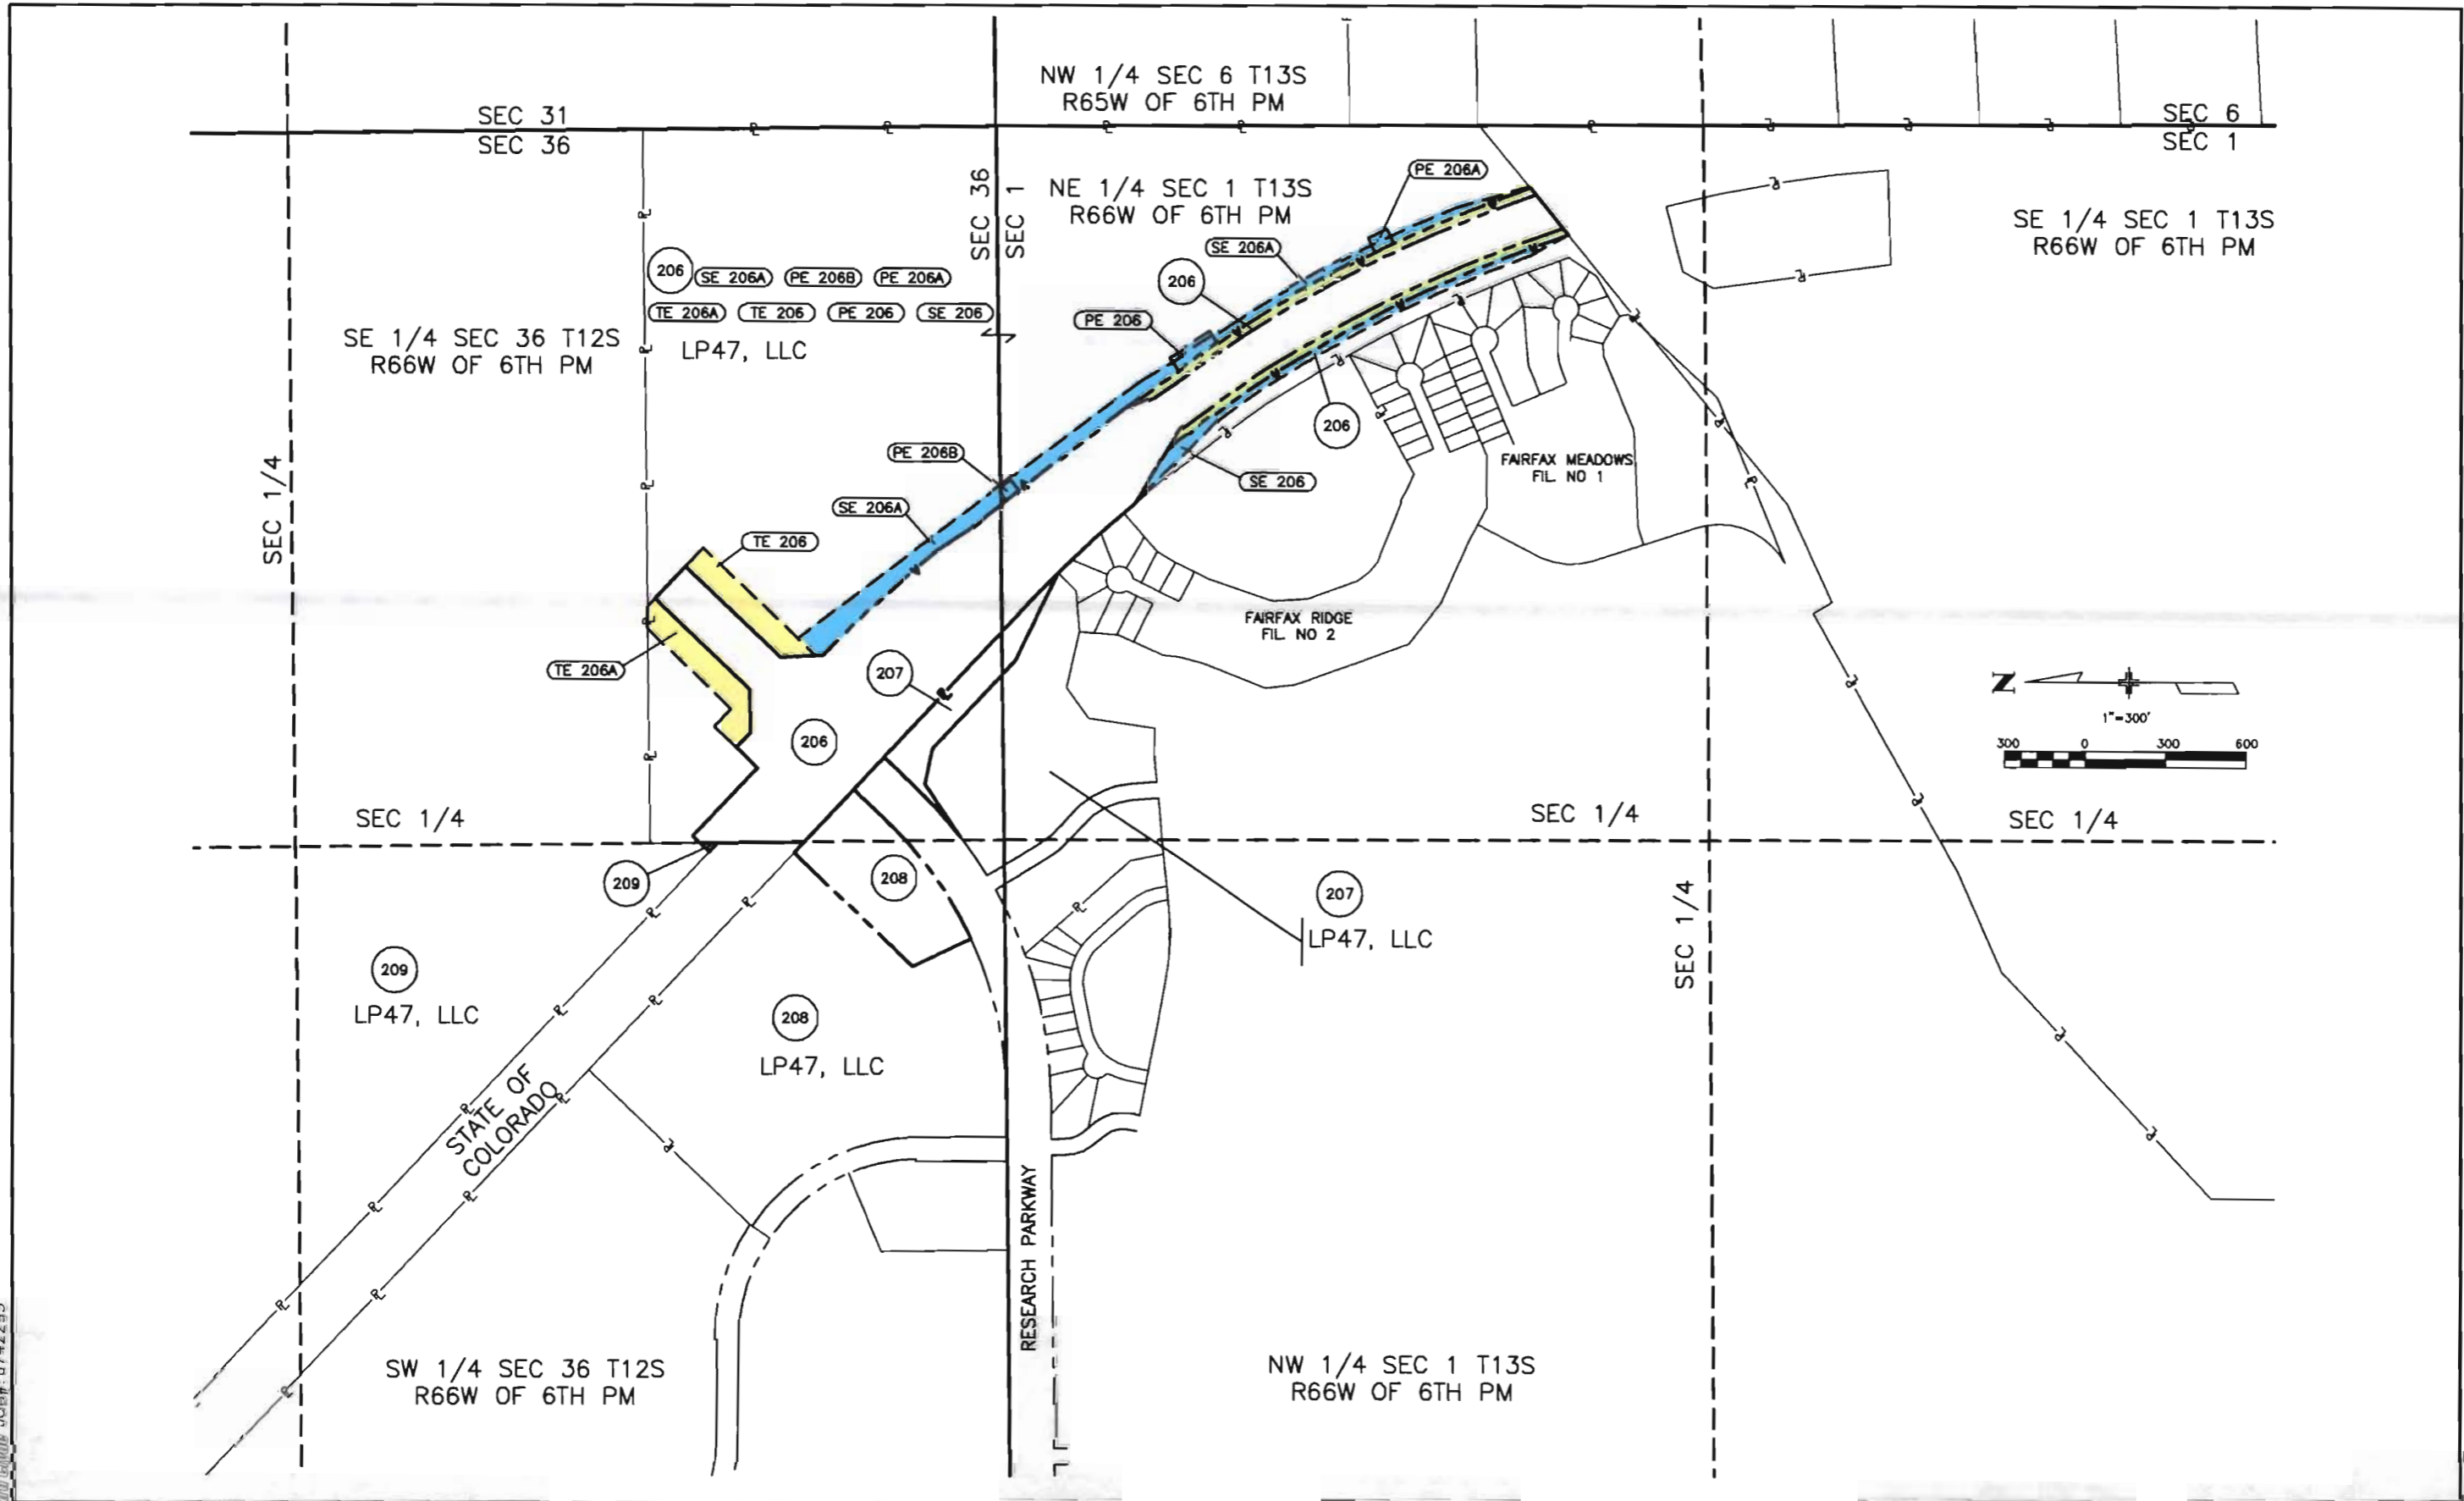 NW 1/4 SEC 6 T13S
R65W OF 6TH PM
SEC 31
SEC 36
SEC 6
SEC 1
SEC 36
SEC 1
NE 1/4 SEC 1 T13S
R66W OF 6TH PM
PE 206A
SE 1/4 SEC 1 T13S
R66W OF 6TH PM
SE 206A
206
206
SE 206A
PE 206B
PE 206A
TE 206A
TE 206
PE 206
SE 206
LP47, LLC
PE 206
SE 1/4 SEC 36 T12S
R66W OF 6TH PM
206
PE 206B
FAIRFAX MEADOWS
FIL NO 1
SE 206
SE 206A
SEC 1/4
TE 206
FAIRFAX RIDGE
FIL NO 2
TE 206A
207
N
1"=300'
206
300 0 300 600
SEC 1/4
SEC 1/4
SEC 1/4
209
208
207
LP47, LLC
SEC 1/4
209
LP47, LLC
208
LP47, LLC
STATE OF
COLORADO
RESEARCH PARKWAY
SW 1/4 SEC 36 T12S
R66W OF 6TH PM
NW 1/4 SEC 1 T13S
R66W OF 6TH PM